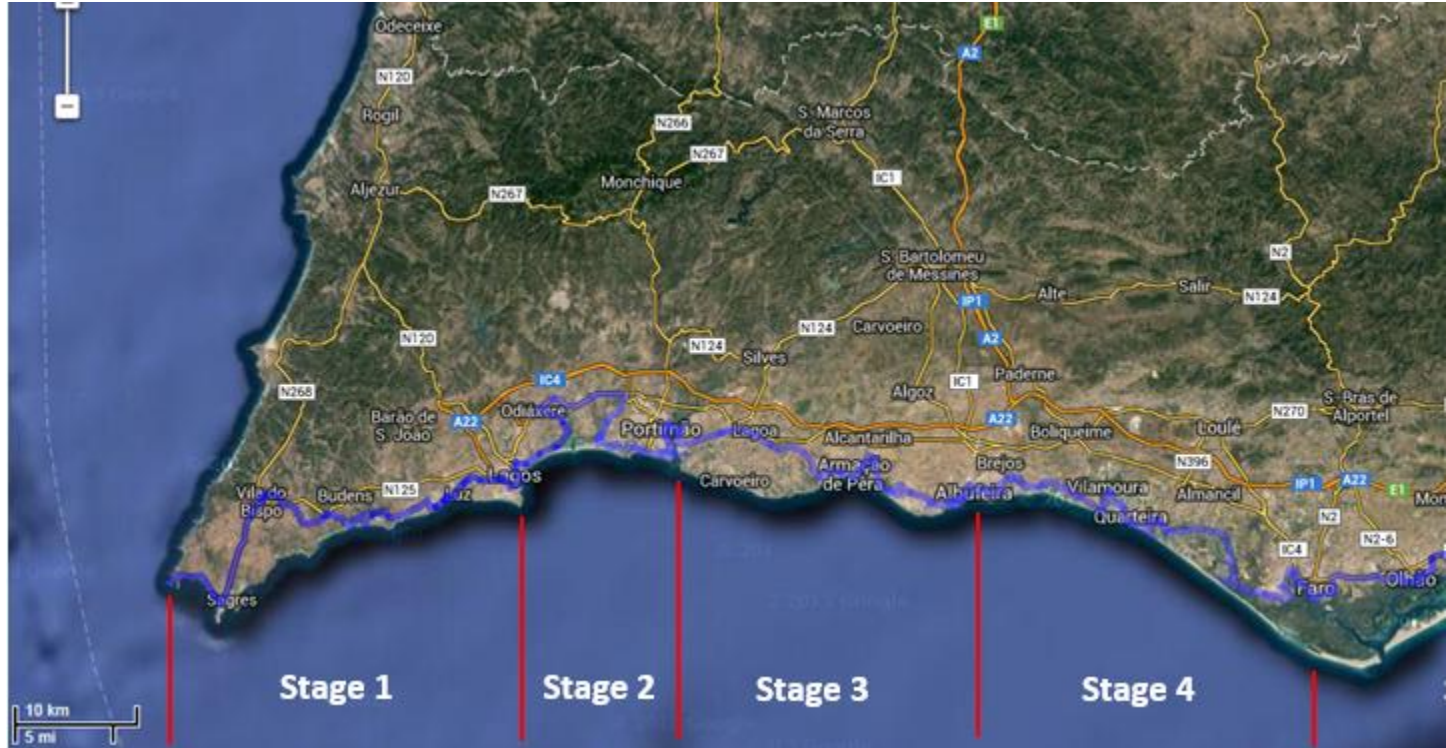 Odeceixe
E1
A2
N120
Rogil
N266
S. Marcos
da Serra
N267
Monchique
IC1
Aljezur
N267
N2
S. Bartolomeu
de Messines
Alte
Salir
IP1
N124
N124
Carvoeiro
A2
N120
N124
Silves
IC4
IC1
Paderne
N268
Algoz
S. Brás de
Alportel
Barão de
S. João
A22
Odiáxere
N270
A22
Portimão
Lagoa
Alcantarilha
Boliqueime
Loulé
Lagos
Armação
de Pêra
Brejos
N396
Carvoeiro
IP1
A22
E1
Vila do
Bispo
Budens
N125
Luz
Albufeira
Vilamoura
Almancil
Mon
Quarteira
N2
N2-6
IC4
Sagres
Faro
Olhão
Stage 1
Stage 2
Stage 3
Stage 4
10 km
5 mi